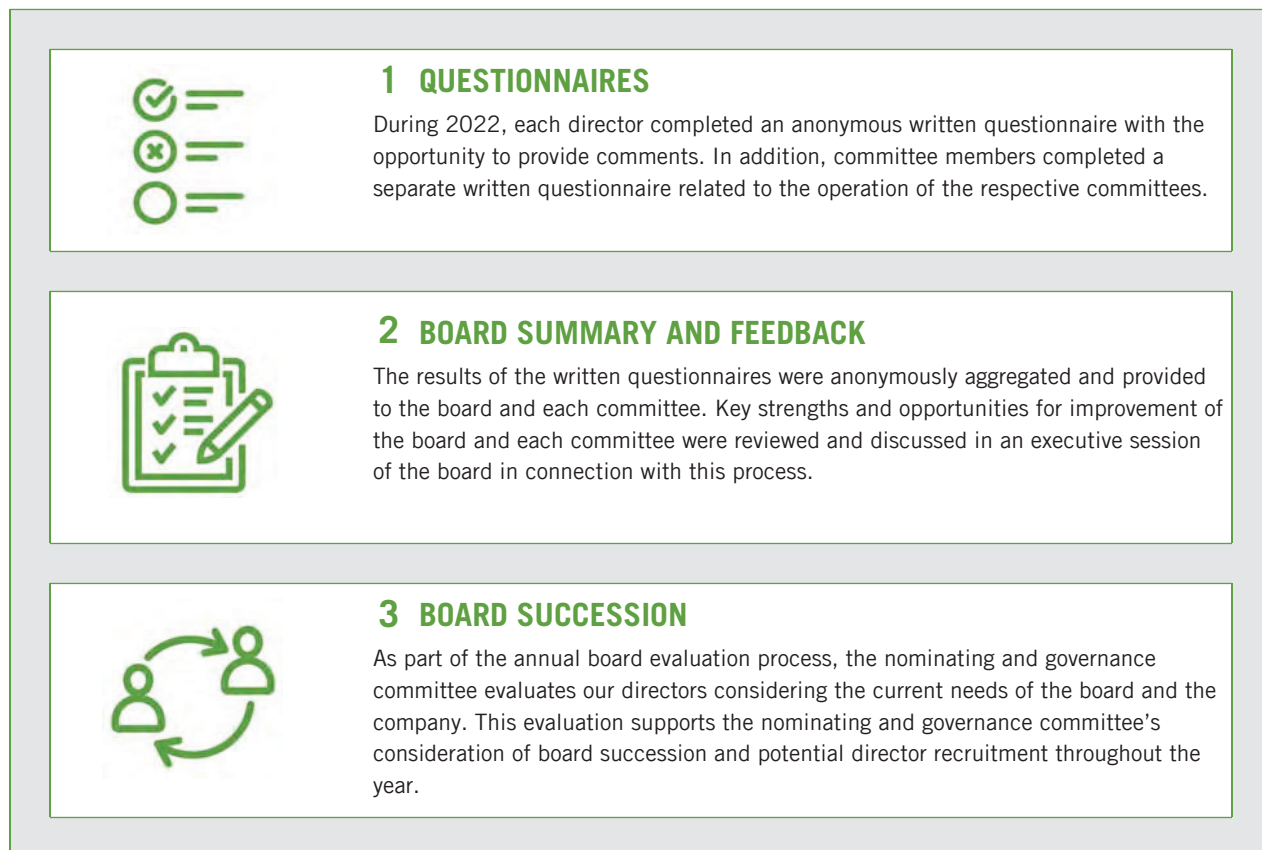 1 QUESTIONNAIRES
During 2022, each director completed an anonymous written questionnaire with the
opportunity to provide comments. In addition, committee members completed a
separate written questionnaire related to the operation of the respective committees.
2 BOARD SUMMARY AND FEEDBACK
The results of the written questionnaires were anonymously aggregated and provided
to the board and each committee. Key strengths and opportunities for improvement of
the board and each committee were reviewed and discussed in an executive session
of the board in connection with this process.
3 BOARD SUCCESSION
As part of the annual board evaluation process, the nominating and governance
committee evaluates our directors considering the current needs of the board and the
company. This evaluation supports the nominating and governance committee’s
consideration of board succession and potential director recruitment throughout the
year.